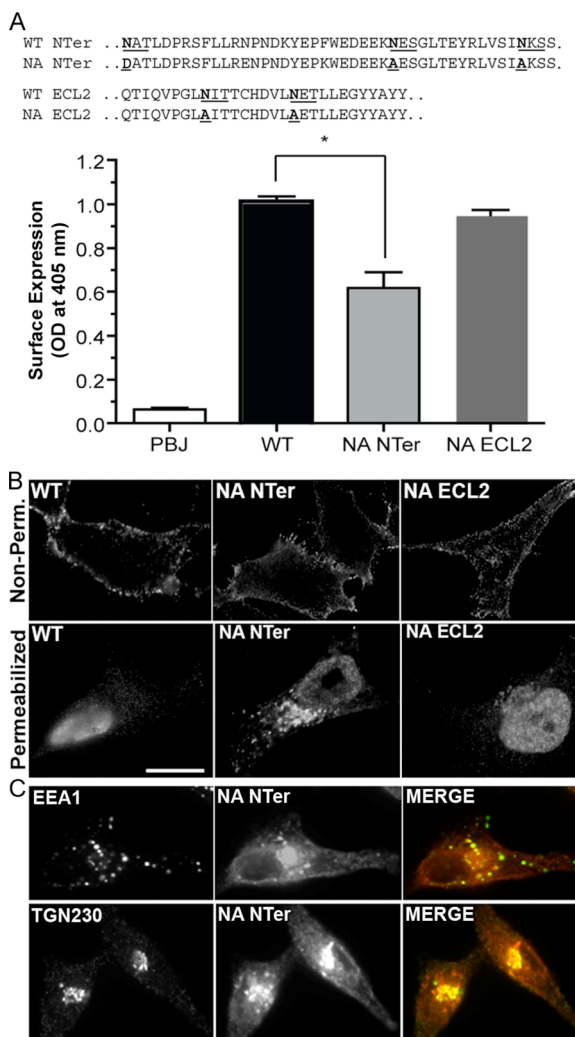 A
WT NTer ..NATLDPRSFLLRNPNDKYEPFWEDEEKNESGLTEYRLVSINKSS..
NA NTer ..DATLDPRSFLLRENPNDYEKPFWEDEEKAESGLTEYRLVSIAKSS..
WT ECL2 ..QTIQVPGLNITTCHDVLNETLLEGYYAYY..
NA ECL2 ..QTIQVPGLAITTCHDVLAETLLEGYYAYY..
*
Surface Expression
(OD at 405 nm)
1.2
1.0
0.8
0.6
0.4
0.2
0.0
PBJ WT NA NTer NA ECL2
B
Non-Perm.
WT NA NTer NA ECL2
Permeabilized
WT NA NTer NA ECL2
C
EEA1 NA NTer MERGE
TGN230 NA NTer MERGE